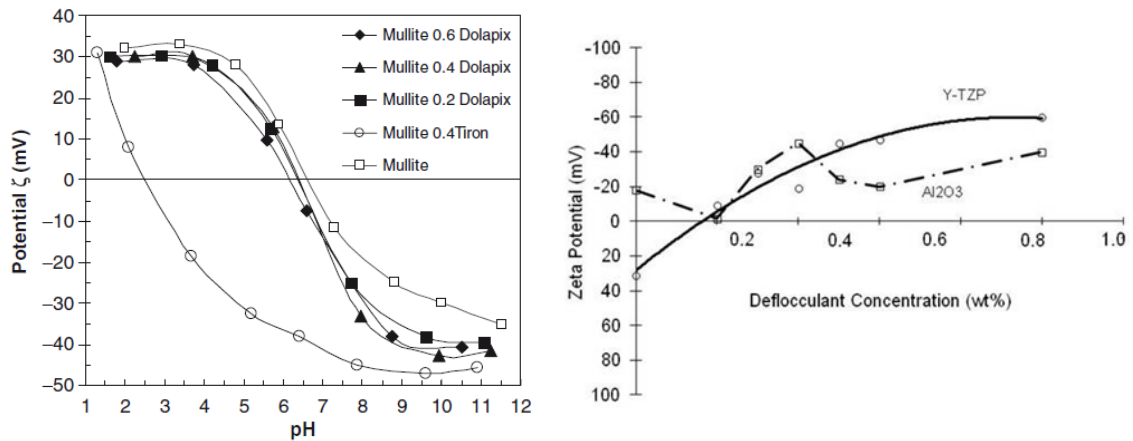 40
30
20
10
0
−10
−20
−30
−40
−50
Potential ζ (mV)
1 2 3 4 5 6 7 8 9 10 11 12
pH
Mullite 0.6 Dolapix
Mullite 0.4 Dolapix
Mullite 0.2 Dolapix
Mullite 0.4Tiron
Mullite
-100
-80
-60
-40
-20
0
20
40
60
80
100
Zeta Potential (mV)
Y-TZP
Al2O3
0.2 0.4 0.6 0.8 1.0
Deflocculant Concentration (wt%)